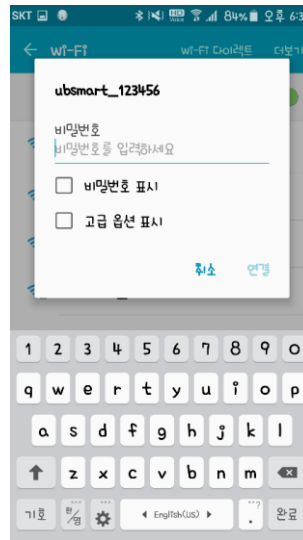 SKT 84% 오후 6:3
Wi-Fi Wi-Fi 다이렉트 더보기
ubsmart_123456
비밀번호
비밀번호를 입력하세요
비밀번호 표시
고급 옵션 표시
취소 연결
1 2 3 4 5 6 7 8 9 0
q w e r t y u i o p
a s d f g h j k l
z x c v b n m
기호 한/영 English(US) . 완료